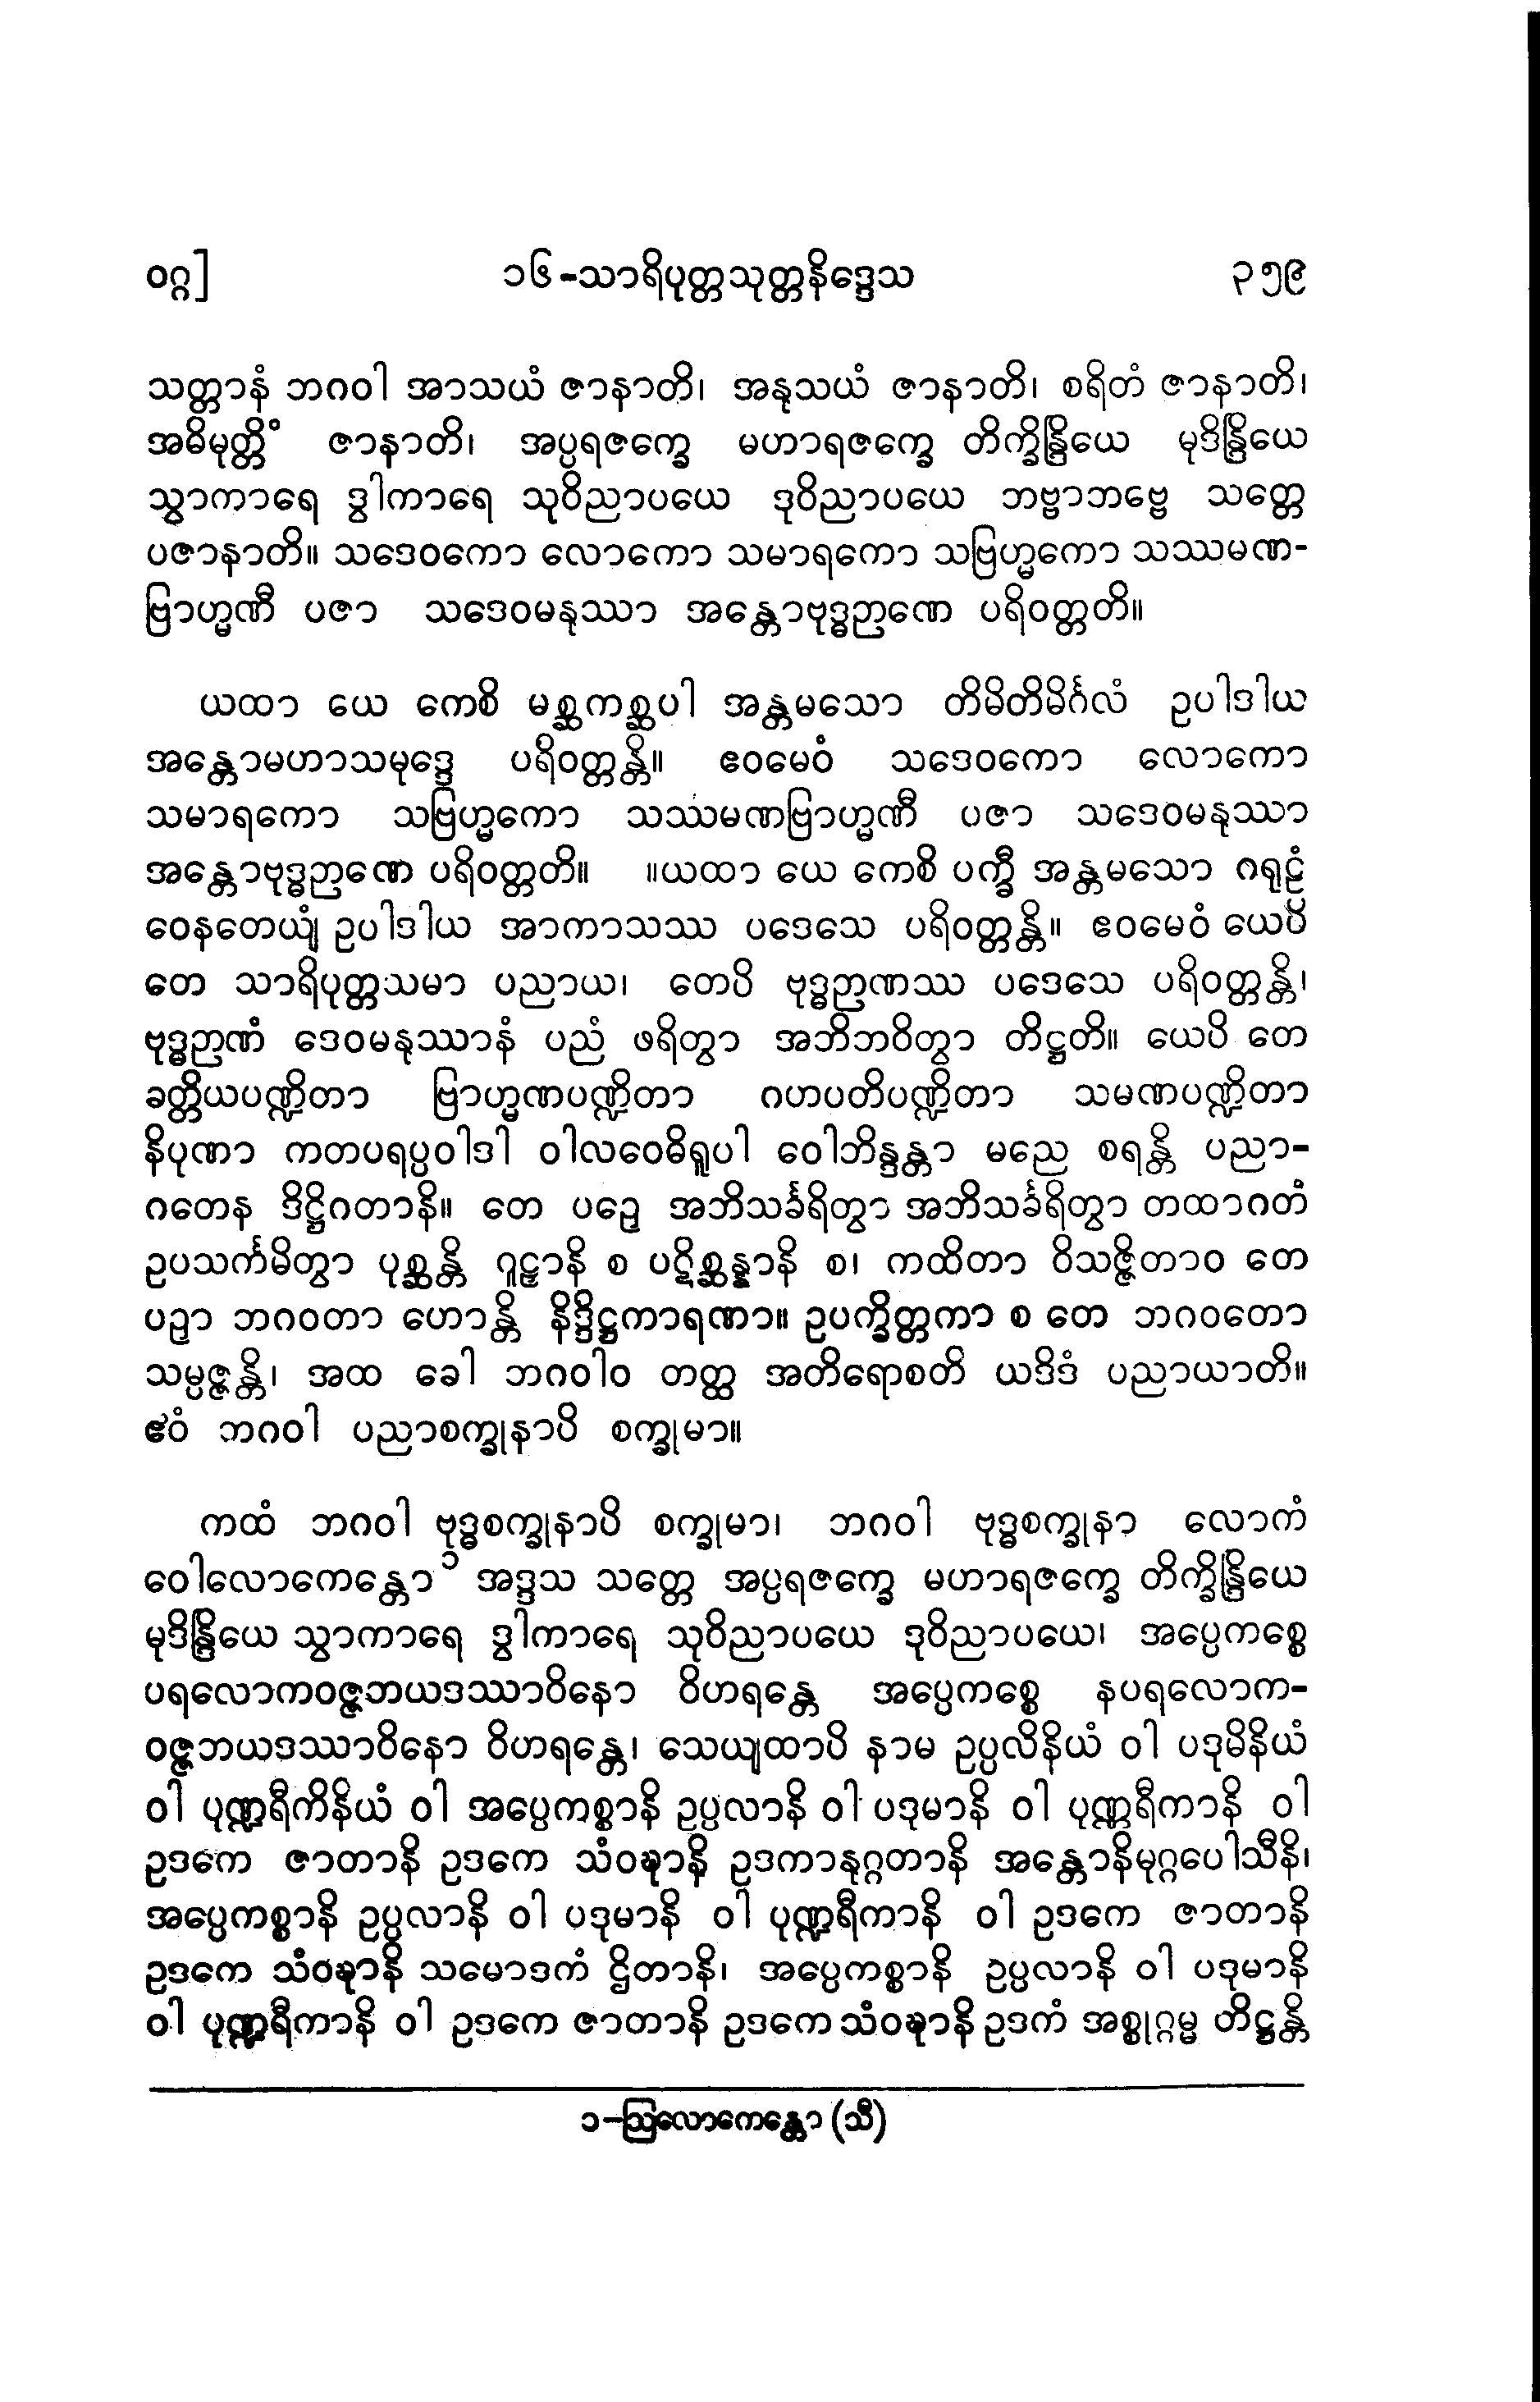 ဝဂ္ဂ]
၁၆-သာရိပုတ္တသုတ္တနိဒ္ဒေသ
၃၅၉
သတ္တာနံ ဘဂဝါ အာသယံ ဇာနာတိ၊ အနုသယံ ဇာနာတိ၊ စရိတံ ဇာနာတိ၊
အဓိမုတ္တိံ ဇာနာတိ၊ အပ္ပရဇက္ခေ မဟာရဇက္ခေ တိက္ခိန္ဒြိယေ မုဒိန္ဒြိယေ
သွာကာရေ ဒွါကာရေ သုဝိညာပယေ ဒုဝိညာပယေ ဘဗ္ဗာဘဗ္ဗေ သတ္တေ
ပဇာနာတိ။ သဒေဝကော လောကော သမာရကော သဗြဟ္မကော သဿမဏ-
ဗြာဟ္မဏီ ပဇာ သဒေဝမနုဿာ အန္တောဗုဒ္ဓဉာဏေ ပရိဝတ္တတိ။
ယထာ ယေ ကေစိ မစ္ဆကစ္ဆပါ အန္တမသော တိမိတိမိင်္ဂလံ ဥပါဒါယ
အန္တောမဟာသမုဒ္ဒေ ပရိဝတ္တန္တိ။ ဧဝမေဝံ သဒေဝကော လောကော
သမာရကော သဗြဟ္မကော သဿမဏဗြာဟ္မဏီ ပဇာ သဒေဝမနုဿာ
အန္တောဗုဒ္ဓဉာဏေ ပရိဝတ္တတိ။ ။ယထာ ယေ ကေစိ ပက္ခီ အန္တမသော ဂရုဠံ
ဝေနတေယျံ ဥပါဒါယ အာကာသဿ ပဒေသေ ပရိဝတ္တန္တိ။ ဧဝမေဝံ ယေပိ
တေ သာရိပုတ္တသမာ ပညာယ၊ တေပိ ဗုဒ္ဓဉာဏဿ ပဒေသေ ပရိဝတ္တန္တိ၊
ဗုဒ္ဓဉာဏံ ဒေဝမနုဿာနံ ပညံ ဖရိတွာ အဘိဘဝိတွာ တိဋ္ဌတိ။ ယေပိ တေ
ခတ္တိယပဏ္ဍိတာ ဗြာဟ္မဏပဏ္ဍိတာ ဂဟပတိပဏ္ဍိတာ သမဏပဏ္ဍိတာ
နိပုဏာ ကတပရပ္ပဝါဒါ ဝါလဝေဓိရူပါ ဝေါဘိန္ဒန္တာ မညေ စရန္တိ ပညာ-
ဂတေန ဒိဋ္ဌိဂတာနိ။ တေ ပဉှေ အဘိသင်္ခရိတွာ အဘိသင်္ခရိတွာ တထာဂတံ
ဥပသင်္ကမိတွာ ပုစ္ဆန္တိ ဂူဠှာနိ စ ပဋိစ္ဆန္နာနိ စ၊ ကထိတာ ဝိသဇ္ဇိတာဝ တေ
ပဉှာ ဘဂဝတာ ဟောန္တိ နိဒ္ဒိဋ္ဌကာရဏာ။ ဥပက္ခိတ္တကာ စ တေ ဘဂဝတော
သမ္ပဇ္ဇန္တိ၊ အထ ခေါ ဘဂဝါဝ တတ္ထ အတိရောစတိ ယဒိဒံ ပညာယာတိ။
ဧဝံ ဘဂဝါ ပညာစက္ခုနာပိ စက္ခုမာ။
ကထံ ဘဂဝါ ဗုဒ္ဓစက္ခုနာပိ စက္ခုမာ၊ ဘဂဝါ ဗုဒ္ဓစက္ခုနာ လောကံ
ဝေါလောကေန္တော၁ အဒ္ဒသ သတ္တေ အပ္ပရဇက္ခေ မဟာရဇက္ခေ တိက္ခိန္ဒြိယေ
မုဒိန္ဒြိယေ သွာကာရေ ဒွါကာရေ သုဝိညာပယေ ဒုဝိညာပယေ၊ အပ္ပေကစ္စေ
ပရလောကဝဇ္ဇဘယဒဿာဝိနော ဝိဟရန္တေ အပ္ပေကစ္စေ နပရလောက-
ဝဇ္ဇဘယဒဿာဝိနော ဝိဟရန္တေ၊ သေယျထာပိ နာမ ဥပ္ပလိနိယံ ဝါ ပဒုမိနိယံ
ဝါ ပုဏ္ဍရီကိနိယံ ဝါ အပ္ပေကစ္စာနိ ဥပ္ပလာနိ ဝါ ပဒုမာနိ ဝါ ပုဏ္ဍရီကာနိ ဝါ
ဥဒကေ ဇာတာနိ ဥဒကေ သံဝဍ္ဎာနိ ဥဒကာနုဂ္ဂတာနိ အန္တောနိမုဂ္ဂပေါသီနိ၊
အပ္ပေကစ္စာနိ ဥပ္ပလာနိ ဝါ ပဒုမာနိ ဝါ ပုဏ္ဍရီကာနိ ဝါ ဥဒကေ ဇာတာနိ
ဥဒကေ သံဝဍ္ဎာနိ သမောဒကံ ဌိတာနိ၊ အပ္ပေကစ္စာနိ ဥပ္ပလာနိ ဝါ ပဒုမာနိ
ဝါ ပုဏ္ဍရီကာနိ ဝါ ဥဒကေ ဇာတာနိ ဥဒကေ သံဝဍ္ဎာနိ ဥဒကံ အစ္စုဂ္ဂမ္မ တိဋ္ဌန္တိ
၁-ဩလောကေန္တော (သီ)